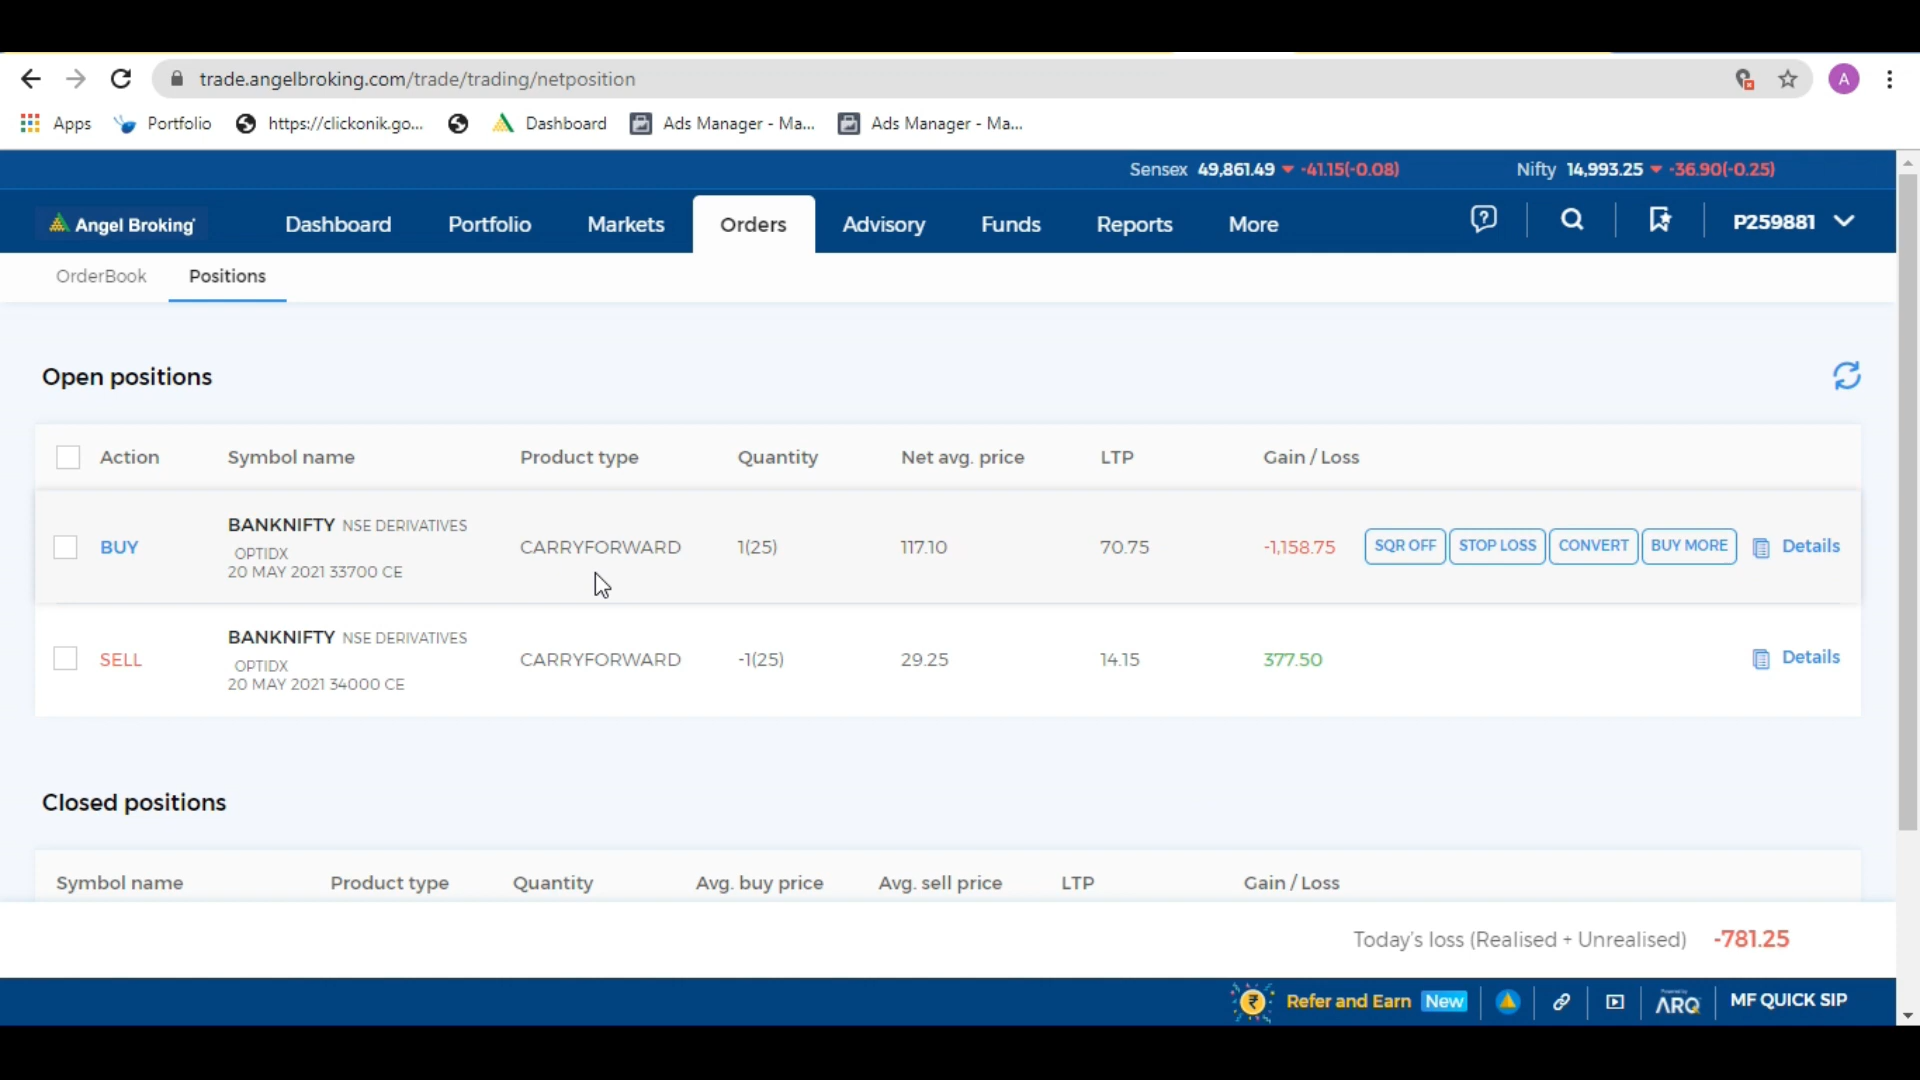 trade.angelbroking.com/trade/trading/netposition
A
Apps Portfolio https://clickonik.go... Dashboard Ads Manager - Ma... Ads Manager - Ma...
Sensex 49,861.49 -41.15(-0.08) Nifty 14,993.25 -36.90(-0.25)
Angel Broking Dashboard Portfolio Markets Orders Advisory Funds Reports More P259881
OrderBook Positions
Open positions
Action Symbol name Product type Quantity Net avg. price LTP Gain / Loss
BANKNIFTY NSE DERIVATIVES
BUY CARRYFORWARD 1(25) 117.10 70.75 -1,158.75 SQR OFF STOP LOSS CONVERT BUY MORE Details
OPTIDX
20 MAY 2021 33700 CE
BANKNIFTY NSE DERIVATIVES
SELL CARRYFORWARD -1(25) 29.25 14.15 377.50 Details
OPTIDX
20 MAY 2021 34000 CE
Closed positions
Symbol name Product type Quantity Avg. buy price Avg. sell price LTP Gain / Loss
Today's loss (Realised + Unrealised) -781.25
Refer and Earn New ARQ MF QUICK SIP